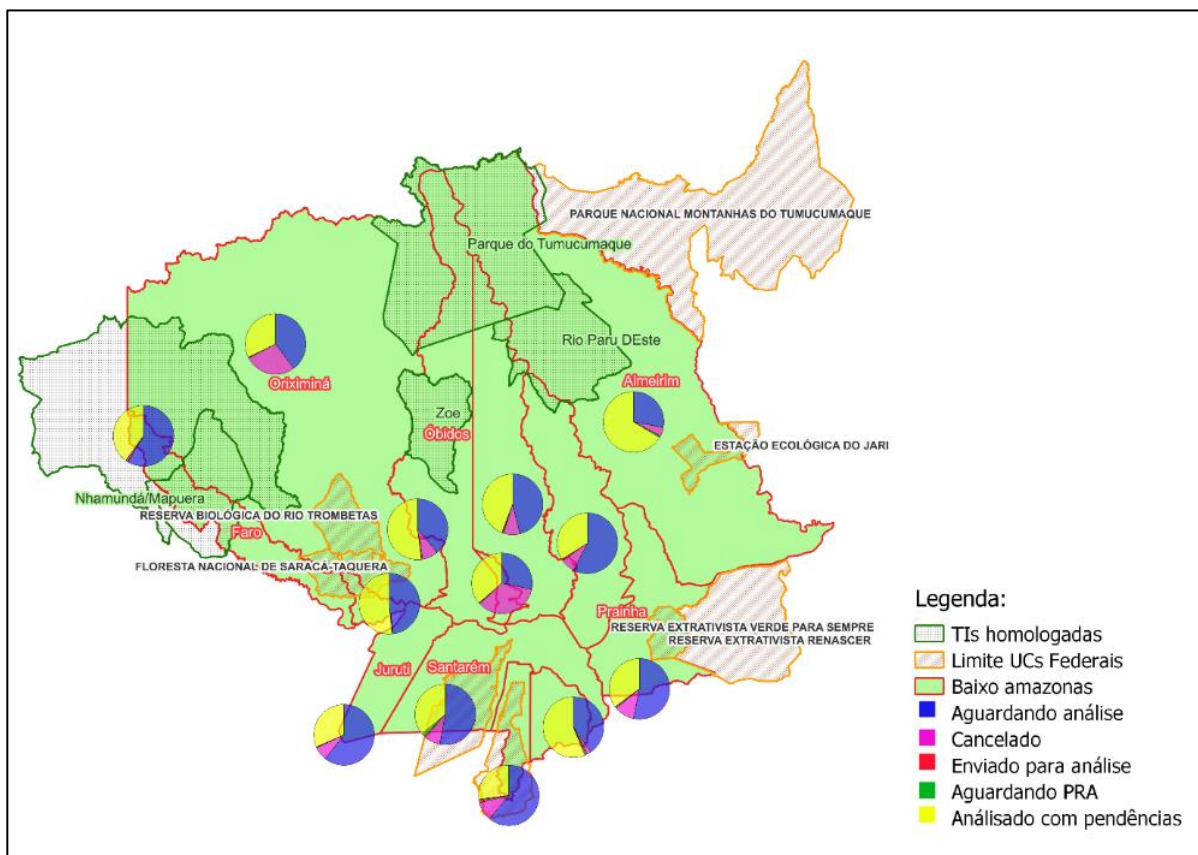 PARQUE NACIONAL MONTANHAS DO TUMUCUMAQUE
Parque do Tumucumaque
Rio Paru DEste
Oriximiná
Almeirim
Zoe
Óbidos
ESTAÇÃO ECOLÓGICA DO JARI
Nhamundá/Mapuera
RESERVA BIOLÓGICA DO RIO TROMBETAS
Faro
FLORESTA NACIONAL DE SARACÁ-TAQUERA
Prainha
RESERVA EXTRATIVISTA VERDE PARA SEMPRE
RESERVA EXTRATIVISTA RENASCER
Juruti
Santarém
Legenda:
TIs homologadas
Limite UCs Federais
Baixo amazonas
Aguardando análise
Cancelado
Enviado para análise
Aguardando PRA
Análisado com pendências